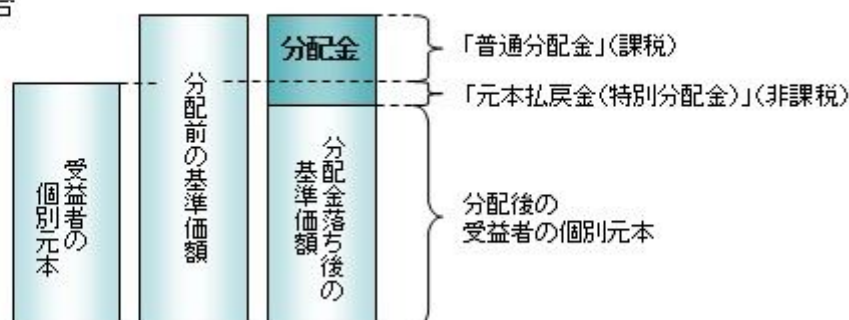 分配金
「普通分配金」(課税)
「元本払戻金(特別分配金)」(非課税)
受益者の
個別元本
分配前の基準価額
分配金落ち後の
基準価額
分配後の
受益者の個別元本